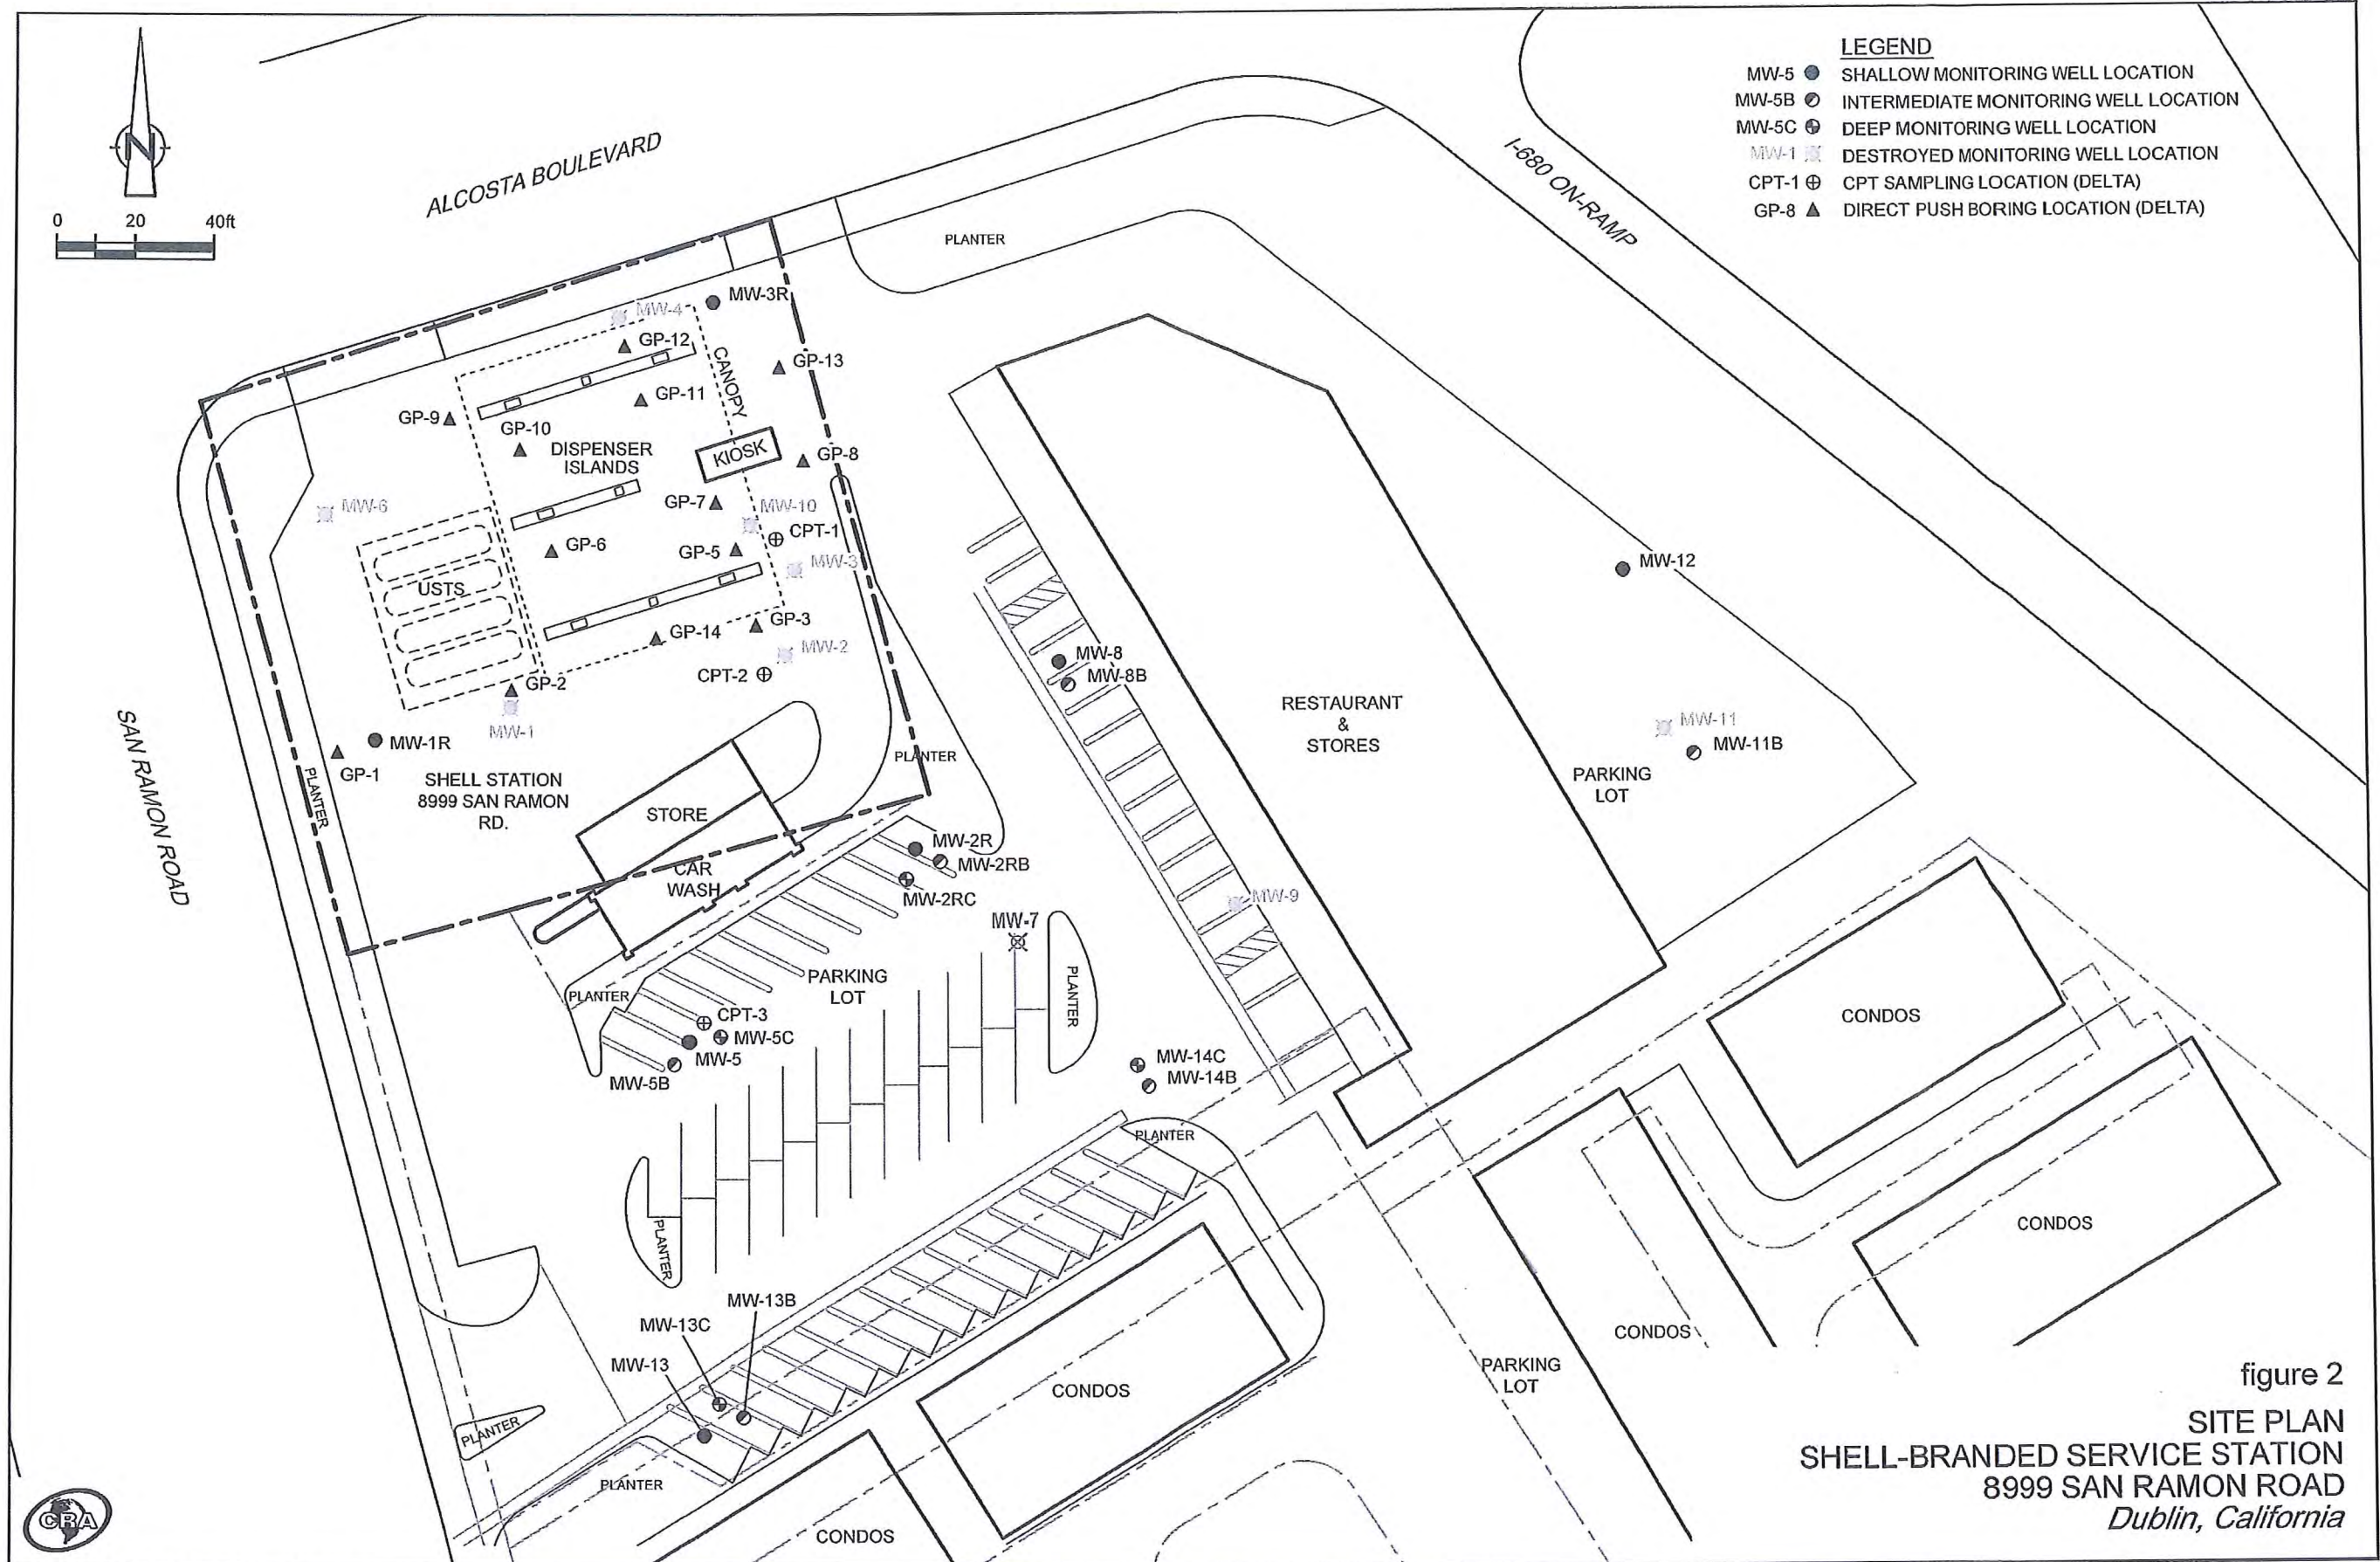 LEGEND
MW-5 SHALLOW MONITORING WELL LOCATION
MW-5B INTERMEDIATE MONITORING WELL LOCATION
MW-5C DEEP MONITORING WELL LOCATION
MW-1 DESTROYED MONITORING WELL LOCATION
CPT-1 CPT SAMPLING LOCATION (DELTA)
GP-8 DIRECT PUSH BORING LOCATION (DELTA)
N
0 20 40ft
ALCOSTA BOULEVARD
I-680 ON-RAMP
PLANTER
MW-3R
MW-4
GP-12
CANOPY
GP-13
GP-11
GP-9
GP-10
DISPENSER
ISLANDS
KIOSK
GP-8
GP-7
MW-10
MW-6
CPT-1
GP-6
GP-5
MW-3
MW-12
USTS
GP-14
GP-3
MW-2
CPT-2
MW-8
MW-8B
GP-2
MW-1
RESTAURANT
&
STORES
MW-11
MW-11B
MW-1R
GP-1
SAN RAMON ROAD
PLANTER
SHELL STATION
8999 SAN RAMON
RD.
PLANTER
PARKING
LOT
STORE
CAR
WASH
MW-2R
MW-2RB
MW-2RC
MW-9
MW-7
PARKING
LOT
PLANTER
PLANTER
CPT-3
MW-5C
MW-5
MW-5B
CONDOS
MW-14C
MW-14B
PLANTER
PLANTER
CONDOS
MW-13B
MW-13C
MW-13
CONDOS
PARKING
LOT
CONDOS
PLANTER
PLANTER
CONDOS
CRA
figure 2
SITE PLAN
SHELL-BRANDED SERVICE STATION
8999 SAN RAMON ROAD
Dublin, California